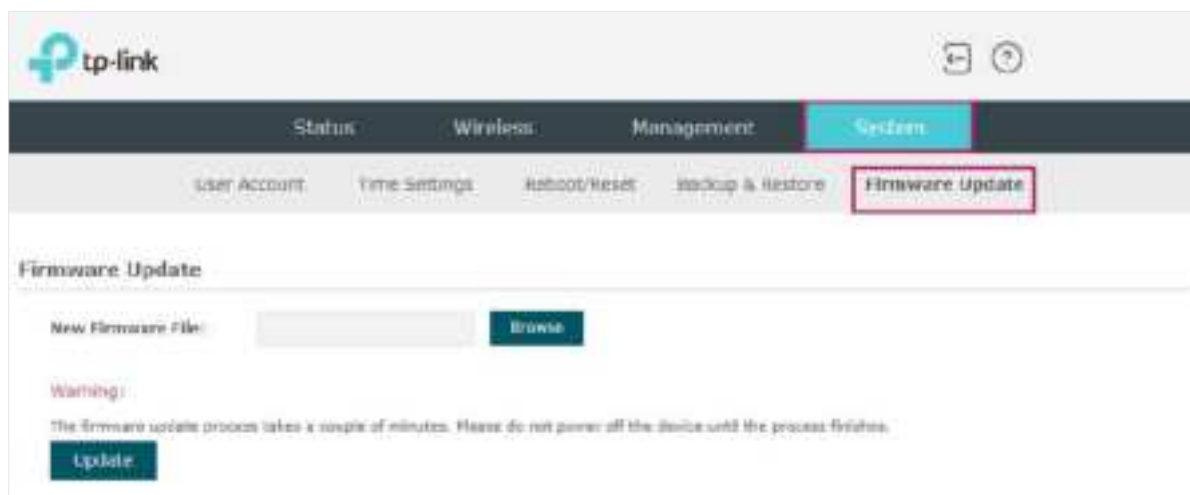 tp-link
Status Wireless Management System
User Account Time Settings Reboot/Reset Backup & Restore Firmware Update
Firmware Update
New Firmware File: Browse
Warning:
The firmware update process takes a couple of minutes. Please do not power off the device until the process finishes.
Update